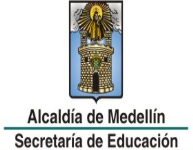 Alcaldía de Medellín
Secretaría de Educación